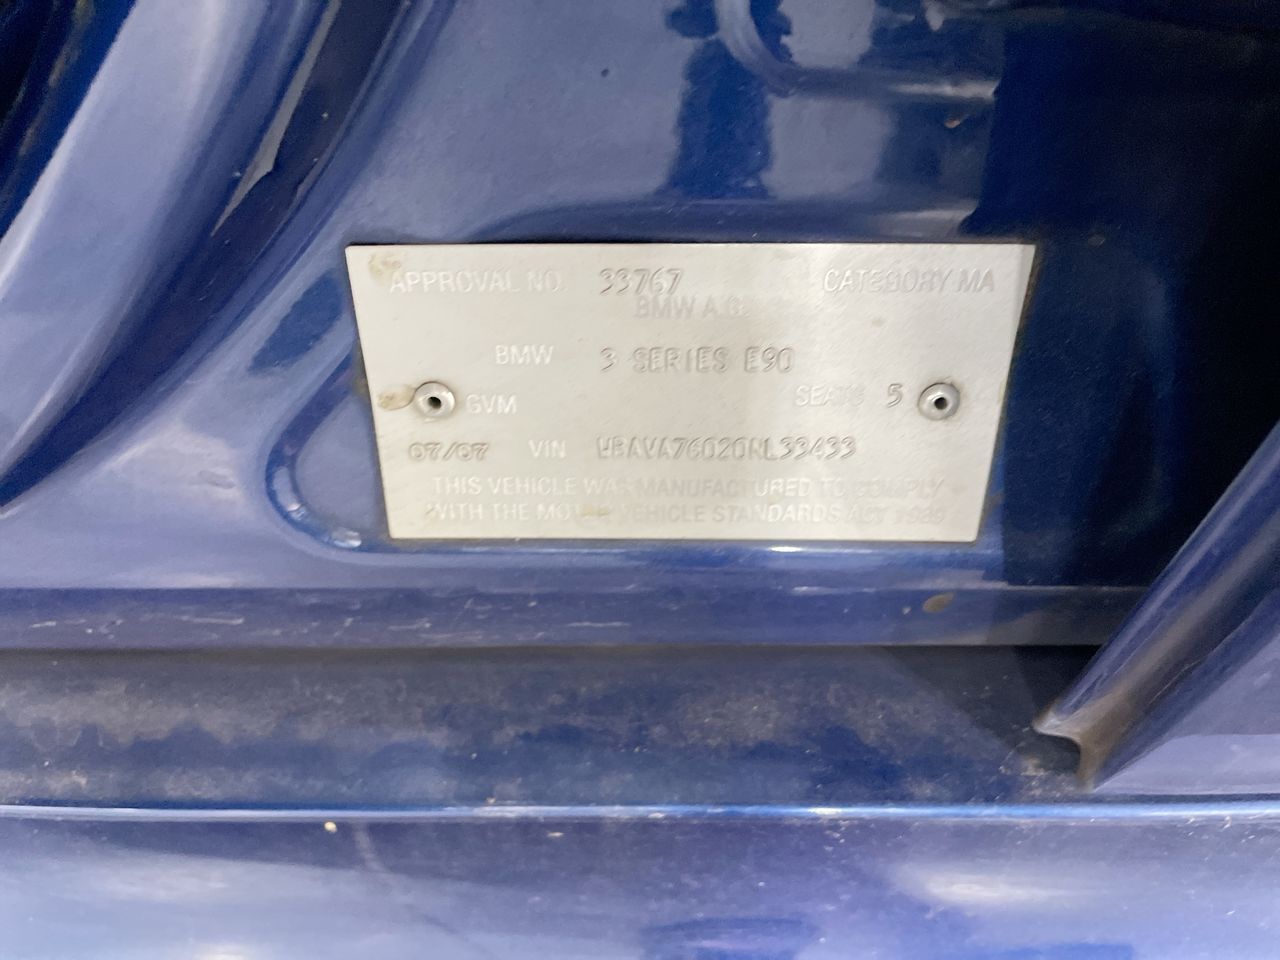 APPROVAL NO. 33767 CATEGORY MA
BMW A.G.
BMW 3 SERIES E90
SEATS 5
GVM
07/07 VIN WBAVA76020NL33433
THIS VEHICLE WAS MANUFACTURED TO COMPLY
WITH THE MOTOR VEHICLE STANDARDS ACT 1989